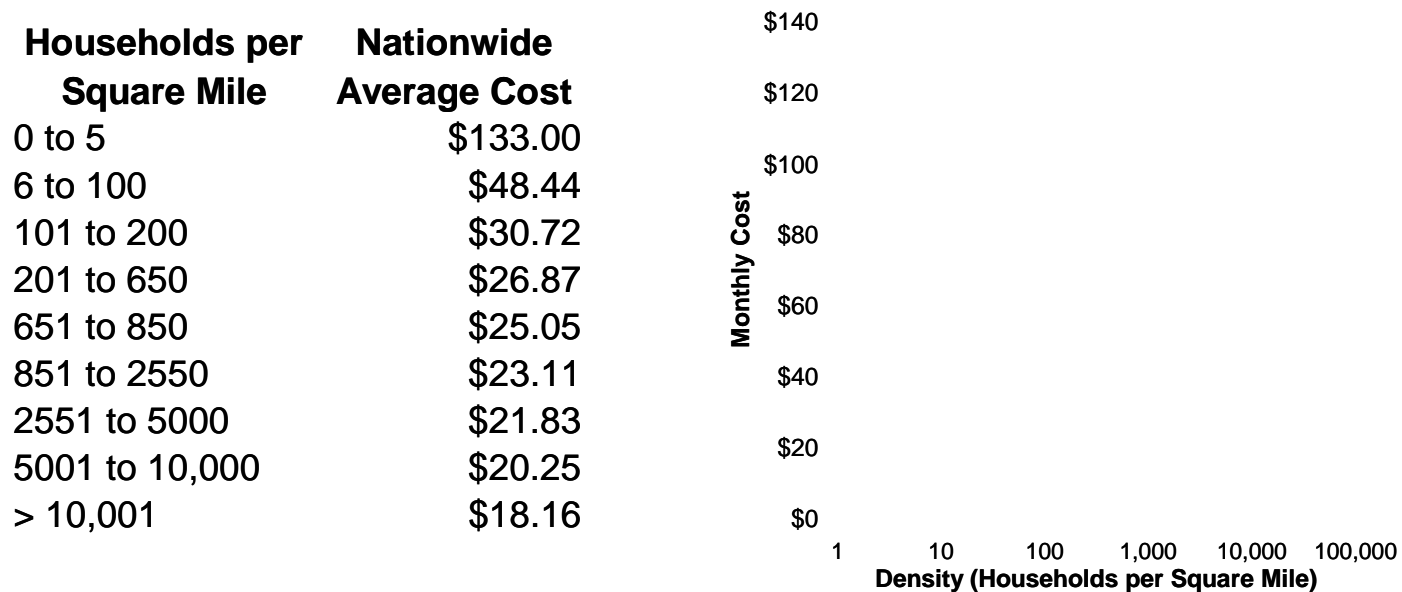 Households per Square Mile Nationwide Average Cost
0 to 5 $133.00
6 to 100 $48.44
101 to 200 $30.72
201 to 650 $26.87
651 to 850 $25.05
851 to 2550 $23.11
2551 to 5000 $21.83
5001 to 10,000 $20.25
> 10,001 $18.16
Monthly Cost
$140
$120
$100
$80
$60
$40
$20
$0
1 10 100 1,000 10,000 100,000
Density (Households per Square Mile)